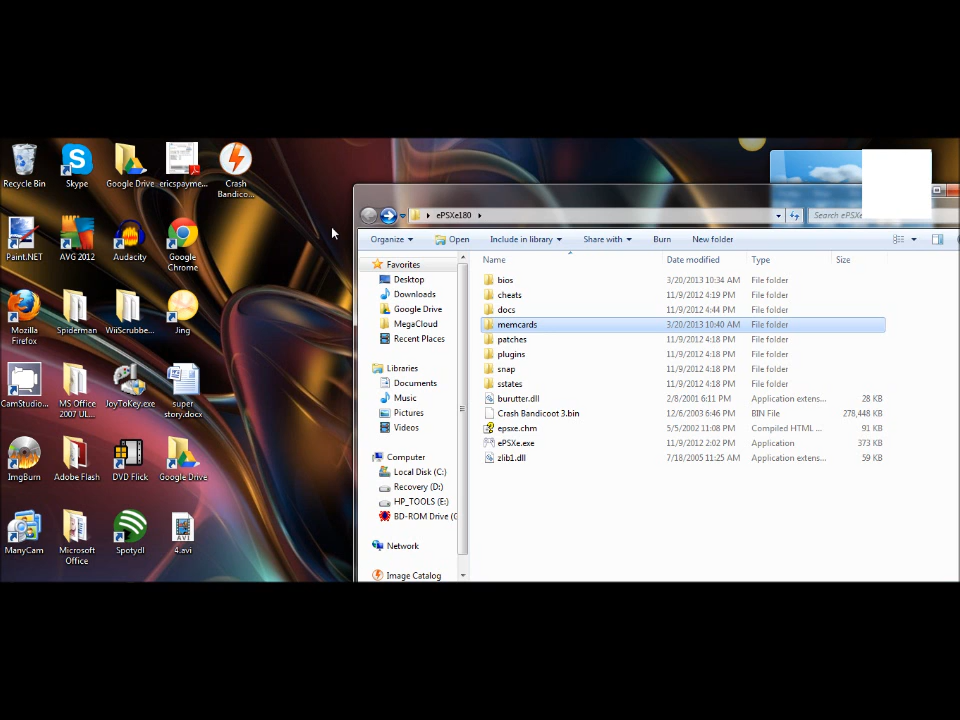 Recycle Bin
Skype
Google Drive
ericspayme...
Crash
Bandico...
Paint.NET
AVG 2012
Audacity
Google
Chrome
Mozilla
Firefox
Spiderman
WiiScrubbe...
Jing
CamStudio...
MS Office
2007 UL...
JoyToKey.exe
super
story.docx
ImgBurn
Adobe Flash
DVD Flick
Google Drive
ManyCam
Microsoft
Office
Spotydl
4.avi
ePSXe180
Search ePSXe
Organize
Open
Include in library
Share with
Burn
New folder
Favorites
Desktop
Downloads
Google Drive
MegaCloud
Recent Places
Libraries
Documents
Music
Pictures
Videos
Computer
Local Disk (C:)
Recovery (D:)
HP_TOOLS (E:)
BD-ROM Drive (
Network
Image Catalog
Name Date modified Type Size
bios 3/20/2013 10:34 AM File folder
cheats 11/9/2012 4:19 PM File folder
docs 11/9/2012 4:44 PM File folder
memcards 3/20/2013 10:40 AM File folder
patches 11/9/2012 4:18 PM File folder
plugins 11/9/2012 4:18 PM File folder
snap 11/9/2012 4:18 PM File folder
sstates 11/9/2012 4:18 PM File folder
burutter.dll 2/8/2001 6:11 PM Application extens... 28 KB
Crash Bandicoot 3.bin 12/6/2003 6:46 PM BIN File 278,448 KB
epsxe.chm 5/5/2002 11:08 PM Compiled HTML ... 91 KB
ePSXe.exe 11/9/2012 2:02 PM Application 373 KB
zlib1.dll 7/18/2005 11:25 AM Application extens... 59 KB